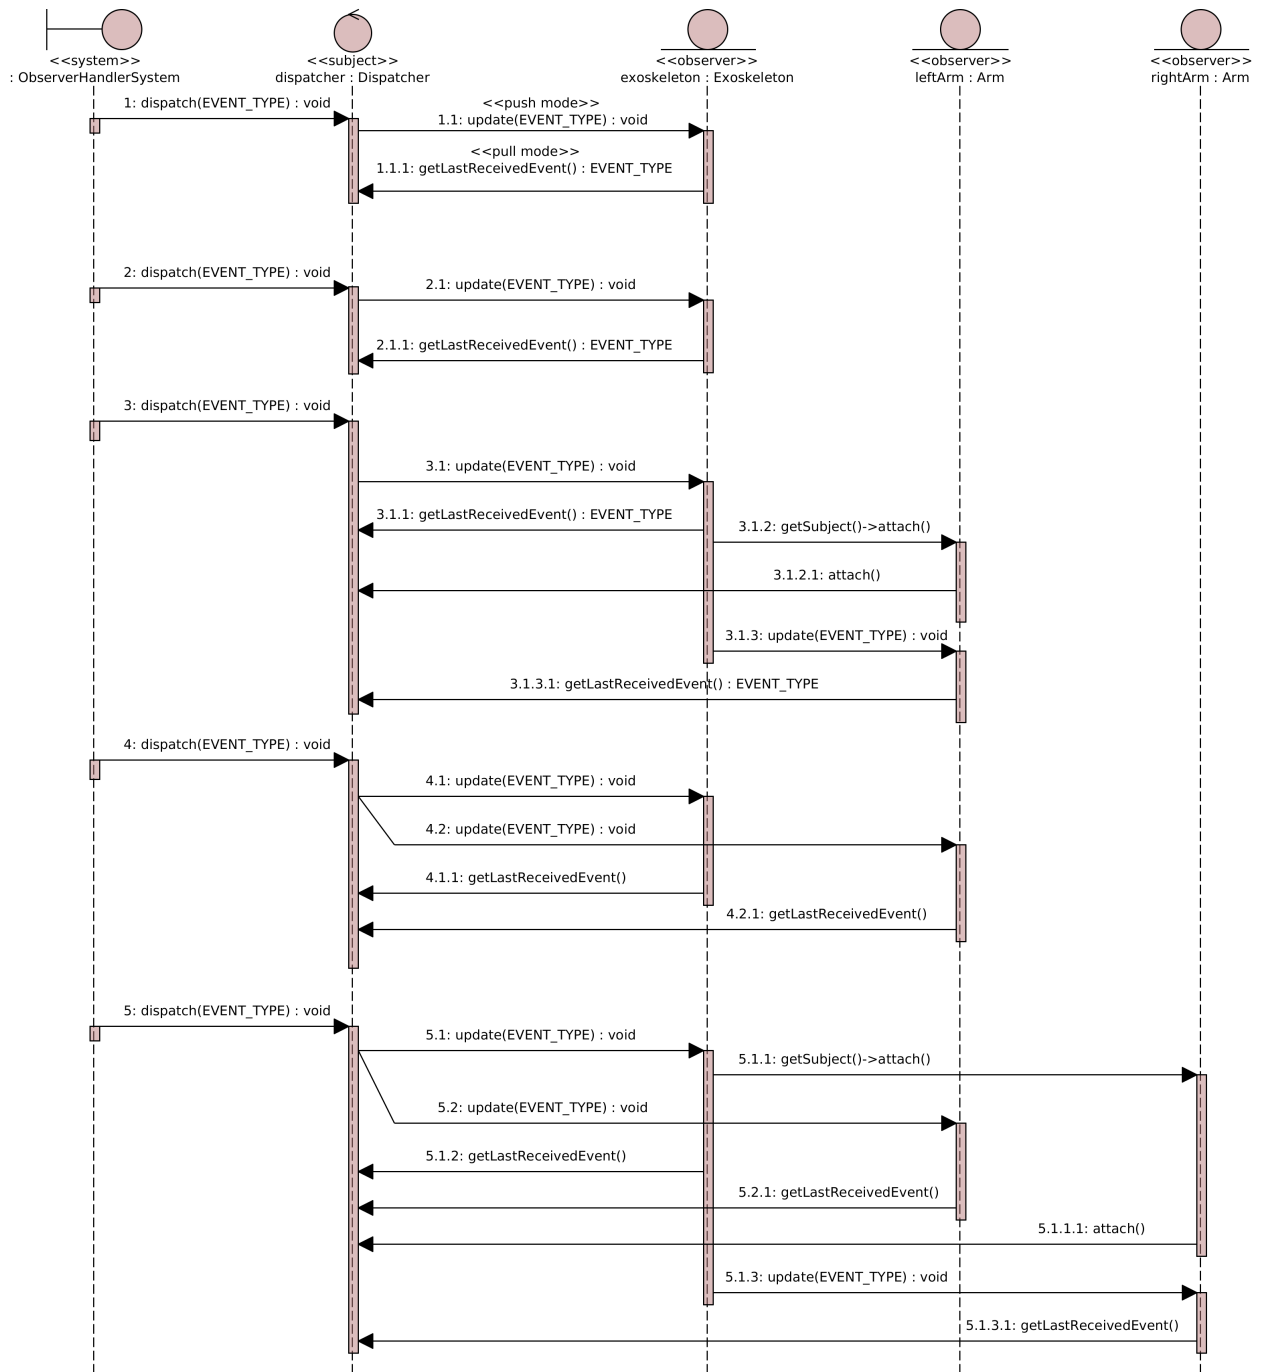 <<system>>
: ObserverHandlerSystem
<<subject>>
dispatcher : Dispatcher
<<observer>>
exoskeleton : Exoskeleton
<<observer>>
leftArm : Arm
<<observer>>
rightArm : Arm
1: dispatch(EVENT_TYPE) : void
<<push mode>>
1.1: update(EVENT_TYPE) : void
<<pull mode>>
1.1.1: getLastReceivedEvent() : EVENT_TYPE
2: dispatch(EVENT_TYPE) : void
2.1: update(EVENT_TYPE) : void
2.1.1: getLastReceivedEvent() : EVENT_TYPE
3: dispatch(EVENT_TYPE) : void
3.1: update(EVENT_TYPE) : void
3.1.1: getLastReceivedEvent() : EVENT_TYPE
3.1.2: getSubject()->attach()
3.1.2.1: attach()
3.1.3: update(EVENT_TYPE) : void
3.1.3.1: getLastReceivedEvent() : EVENT_TYPE
4: dispatch(EVENT_TYPE) : void
4.1: update(EVENT_TYPE) : void
4.2: update(EVENT_TYPE) : void
4.1.1: getLastReceivedEvent()
4.2.1: getLastReceivedEvent()
5: dispatch(EVENT_TYPE) : void
5.1: update(EVENT_TYPE) : void
5.1.1: getSubject()->attach()
5.2: update(EVENT_TYPE) : void
5.1.2: getLastReceivedEvent()
5.2.1: getLastReceivedEvent()
5.1.1.1: attach()
5.1.3: update(EVENT_TYPE) : void
5.1.3.1: getLastReceivedEvent()